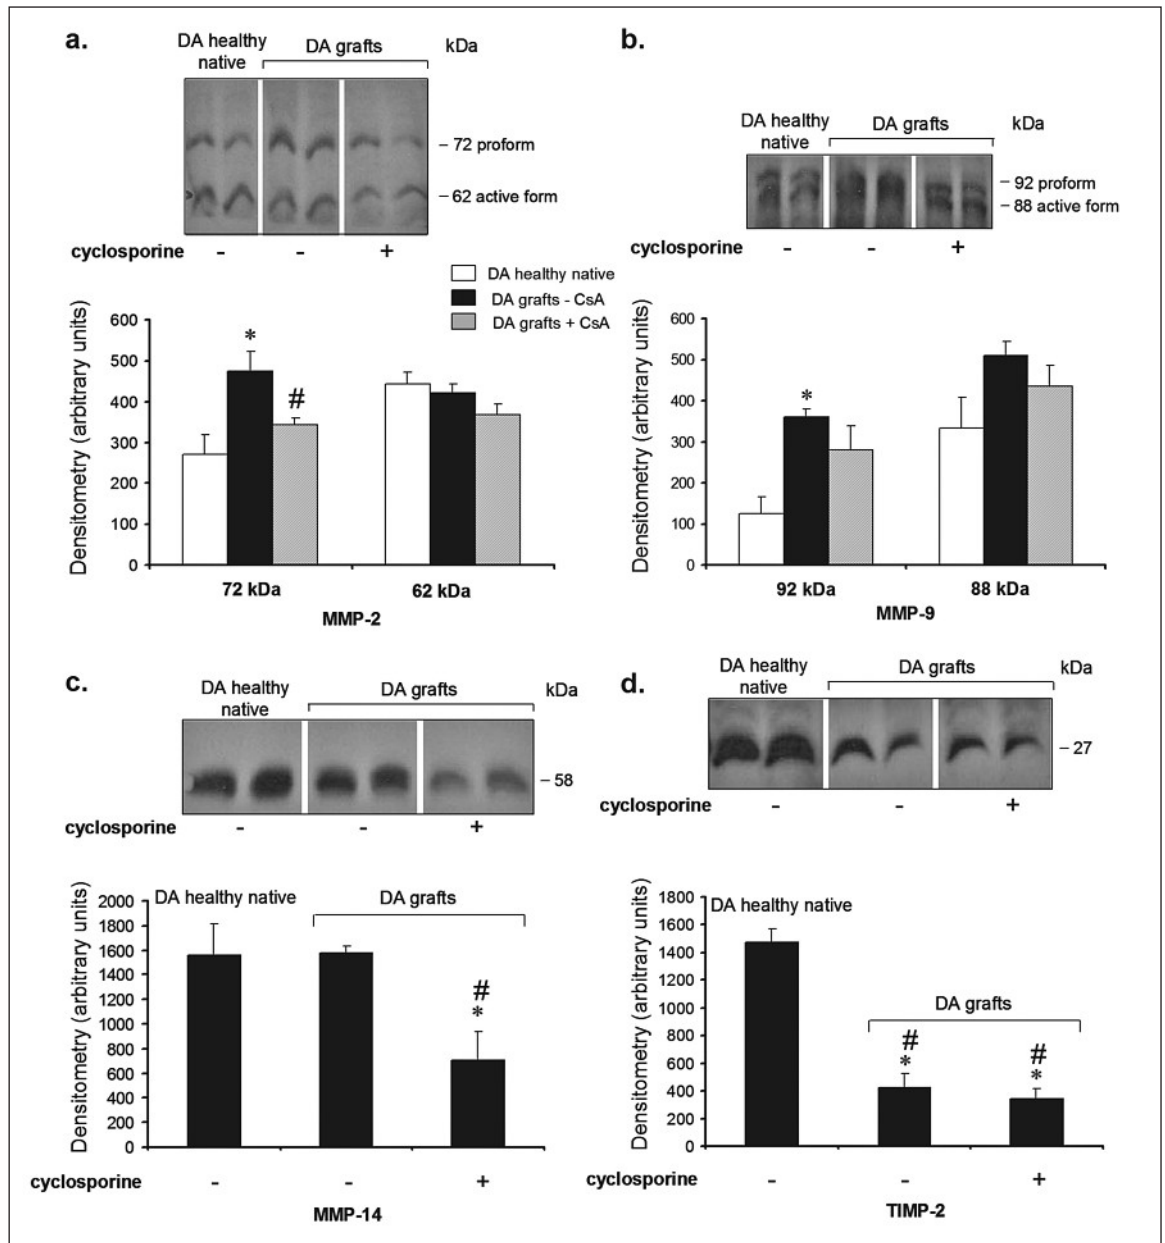 a.
DA healthy
native
DA grafts
kDa
– 72 proform
– 62 active form
cyclosporine - - +
DA healthy native
DA grafts - CsA
DA grafts + CsA
Densitometry (arbitrary units)
600
500
400
300
200
100
0
*
#
72 kDa 62 kDa
MMP-2
b.
DA healthy
native
DA grafts
kDa
– 92 proform
– 88 active form
cyclosporine - - +
Densitometry (arbitrary units)
600
500
400
300
200
100
0
*
92 kDa 88 kDa
MMP-9
c.
DA healthy
native
DA grafts
kDa
– 58
cyclosporine - - +
Densitometry (arbitrary units)
2000
1800
1600
1400
1200
1000
800
600
400
200
0
DA healthy native
DA grafts
#
*
cyclosporine - - +
MMP-14
d.
DA healthy
native
DA grafts
kDa
– 27
cyclosporine - - +
Densitometry (arbitrary units)
1800
1600
1400
1200
1000
800
600
400
200
0
DA healthy native
DA grafts
# #
* *
cyclosporine - - +
TIMP-2